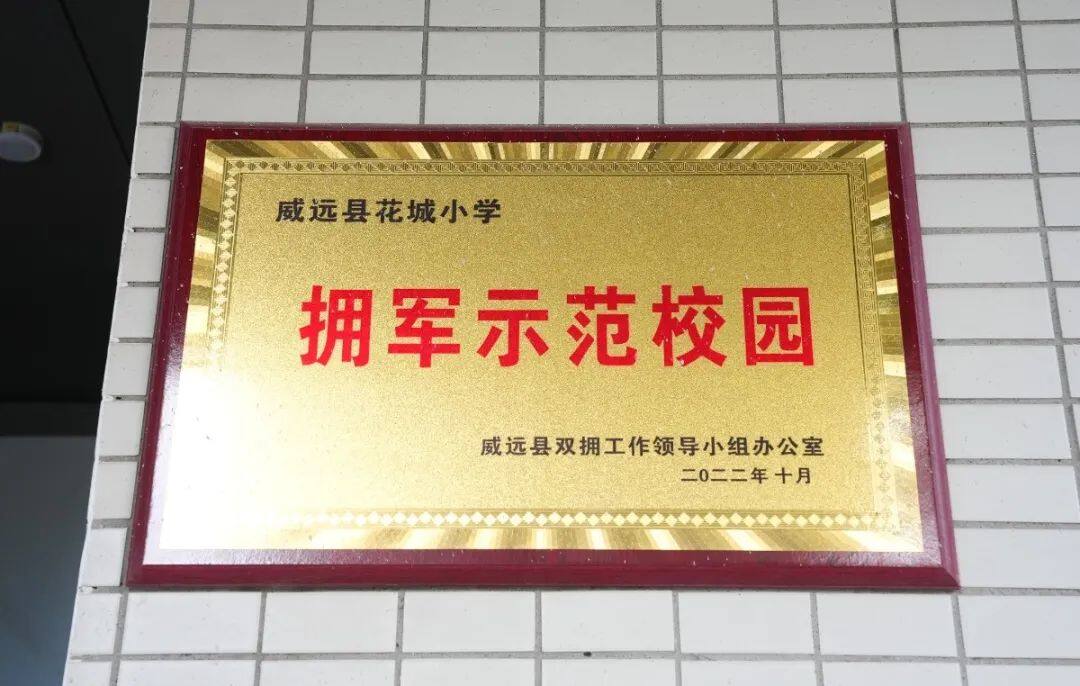 威远县花城小学
拥军示范校园
威远县双拥工作领导小组办公室
二0二二年十月